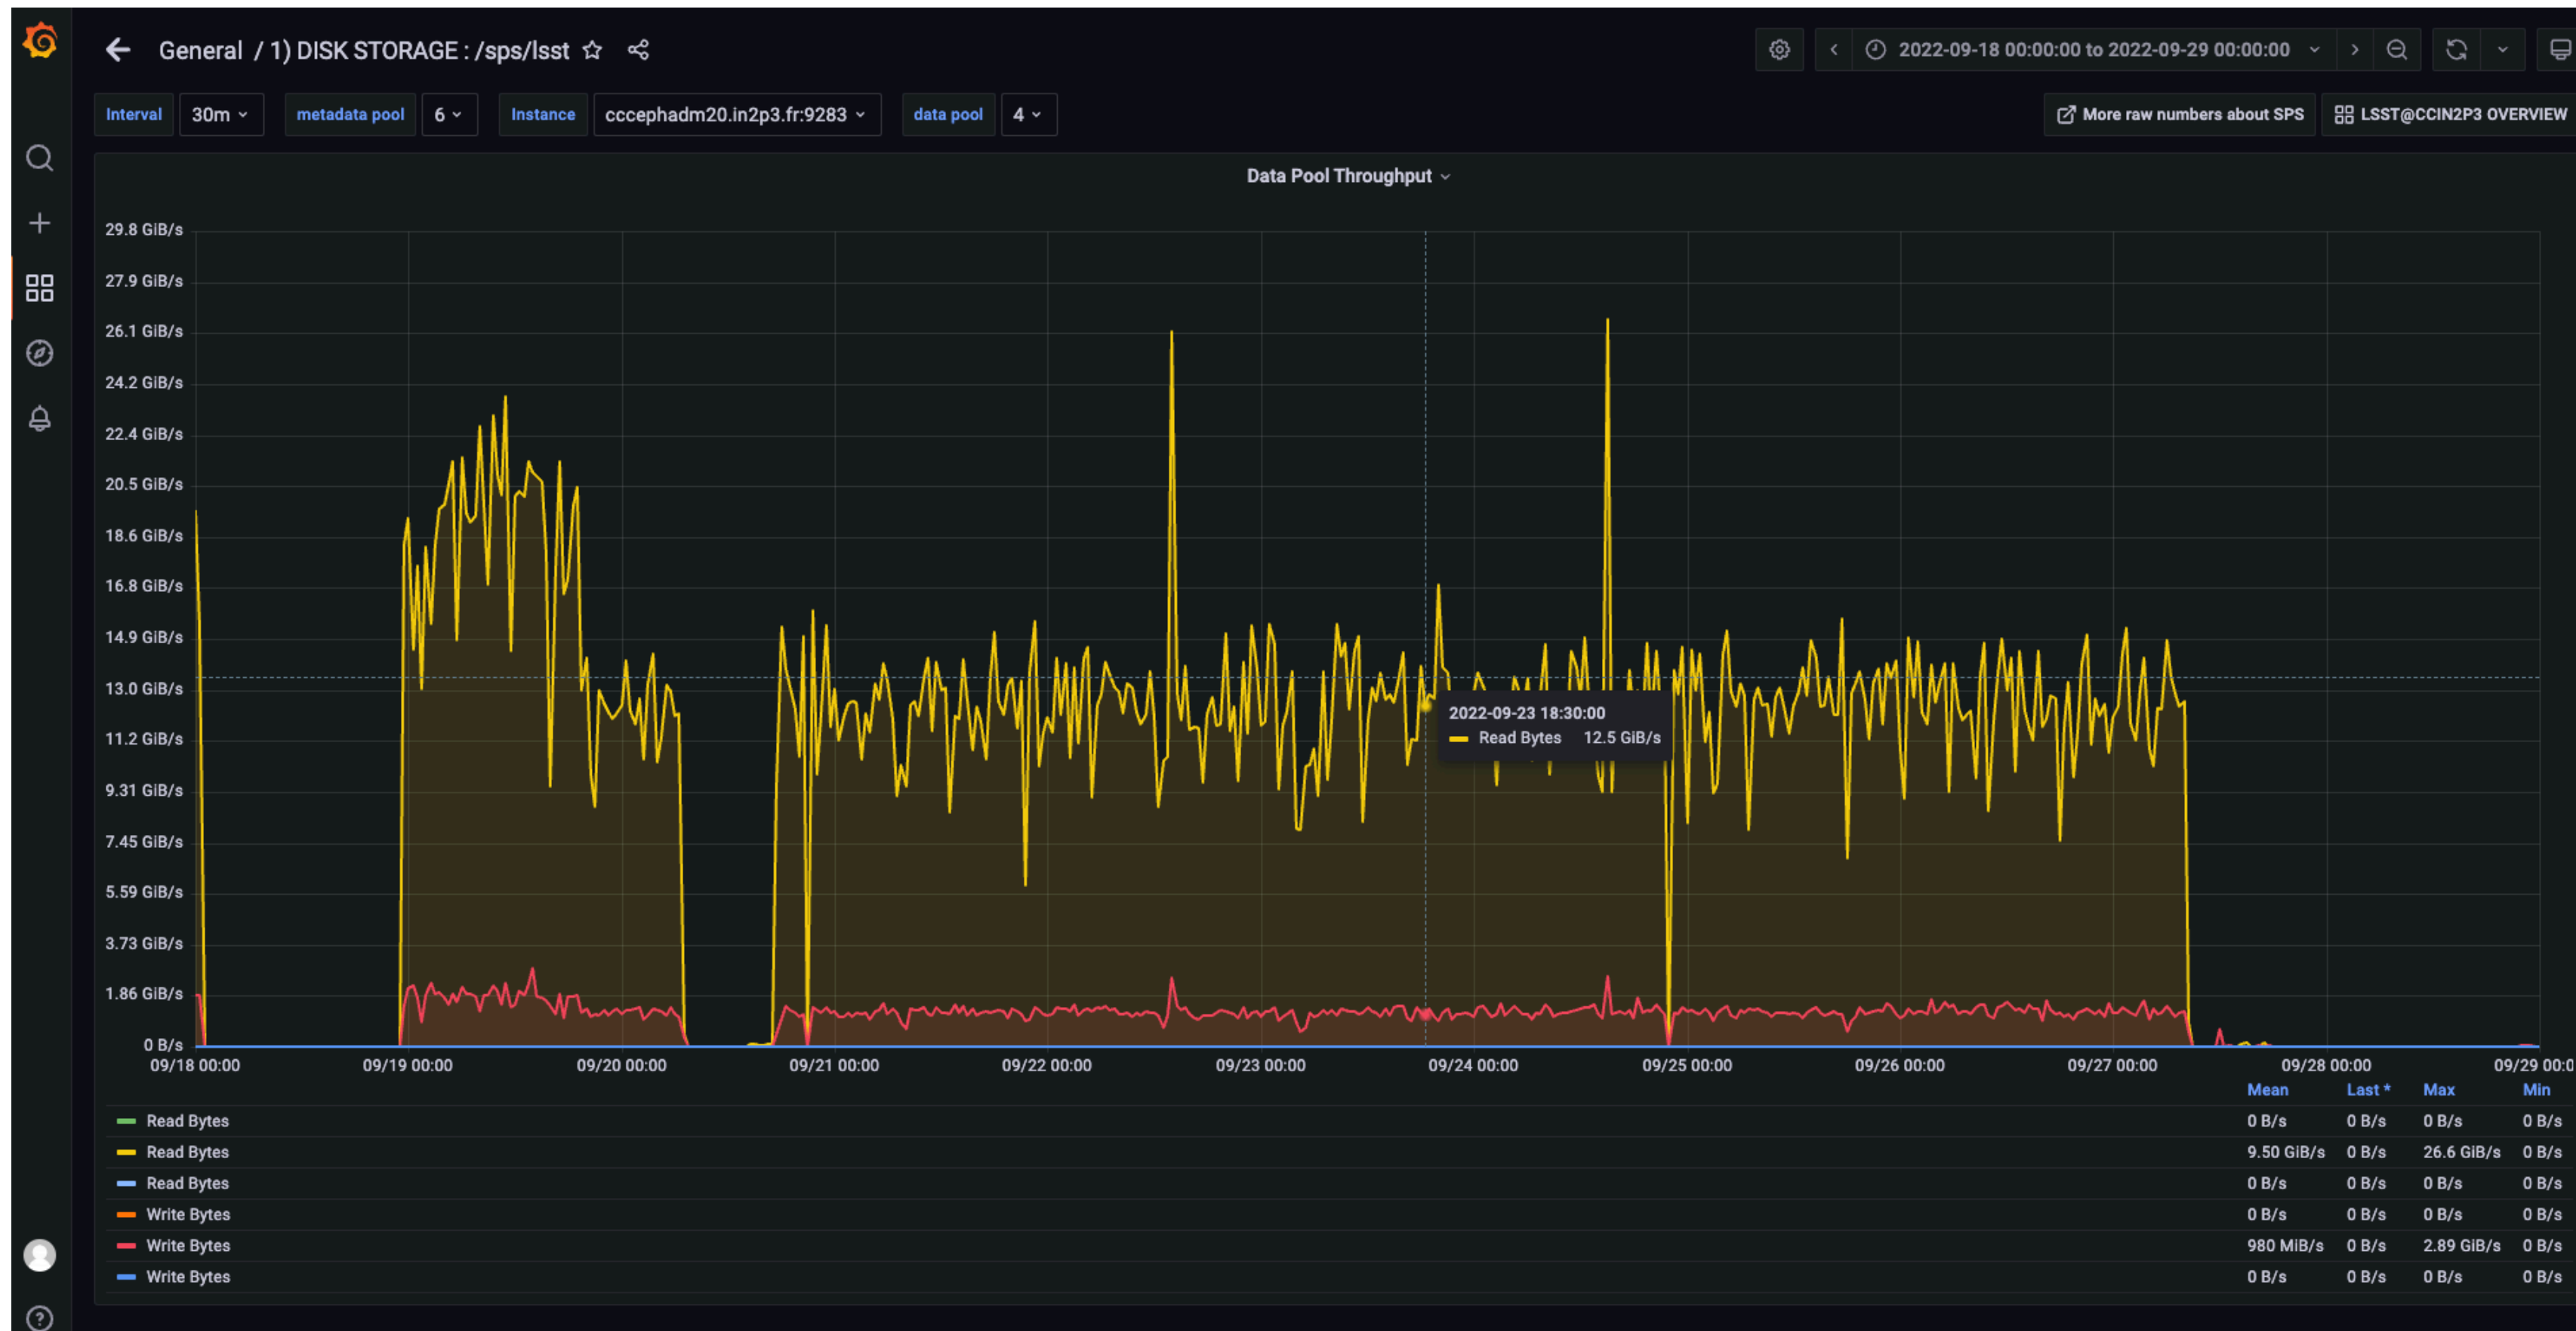 General / 1) DISK STORAGE : /sps/lsst
2022-09-18 00:00:00 to 2022-09-29 00:00:00
Interval 30m metadata pool 6 Instance cccephadm20.in2p3.fr:9283 data pool 4
More raw numbers about SPS LSST@CCIN2P3 OVERVIEW
Data Pool Throughput
29.8 GiB/s
27.9 GiB/s
26.1 GiB/s
24.2 GiB/s
22.4 GiB/s
20.5 GiB/s
18.6 GiB/s
16.8 GiB/s
14.9 GiB/s
13.0 GiB/s
11.2 GiB/s
9.31 GiB/s
7.45 GiB/s
5.59 GiB/s
3.73 GiB/s
1.86 GiB/s
0 B/s
2022-09-23 18:30:00
Read Bytes 12.5 GiB/s
09/18 00:00 09/19 00:00 09/20 00:00 09/21 00:00 09/22 00:00 09/23 00:00 09/24 00:00 09/25 00:00 09/26 00:00 09/27 00:00 09/28 00:00 09/29 00:0
Mean Last * Max Min
Read Bytes 0 B/s 0 B/s 0 B/s 0 B/s
Read Bytes 9.50 GiB/s 0 B/s 26.6 GiB/s 0 B/s
Read Bytes 0 B/s 0 B/s 0 B/s 0 B/s
Write Bytes 0 B/s 0 B/s 0 B/s 0 B/s
Write Bytes 980 MiB/s 0 B/s 2.89 GiB/s 0 B/s
Write Bytes 0 B/s 0 B/s 0 B/s 0 B/s